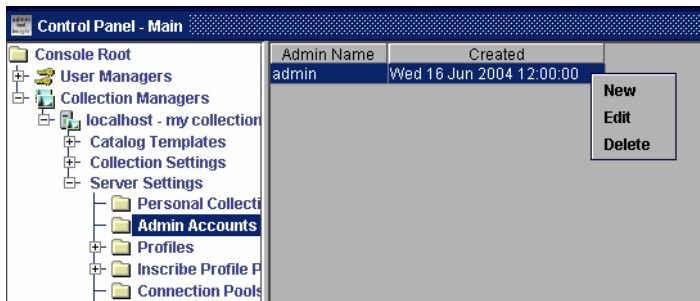 Control Panel - Main
Console Root
User Managers
Collection Managers
localhost - my collection
Catalog Templates
Collection Settings
Server Settings
Personal Collecti
Admin Accounts
Profiles
Inscribe Profile P
Connection Pools
Admin Name Created
admin Wed 16 Jun 2004 12:00:00
New
Edit
Delete